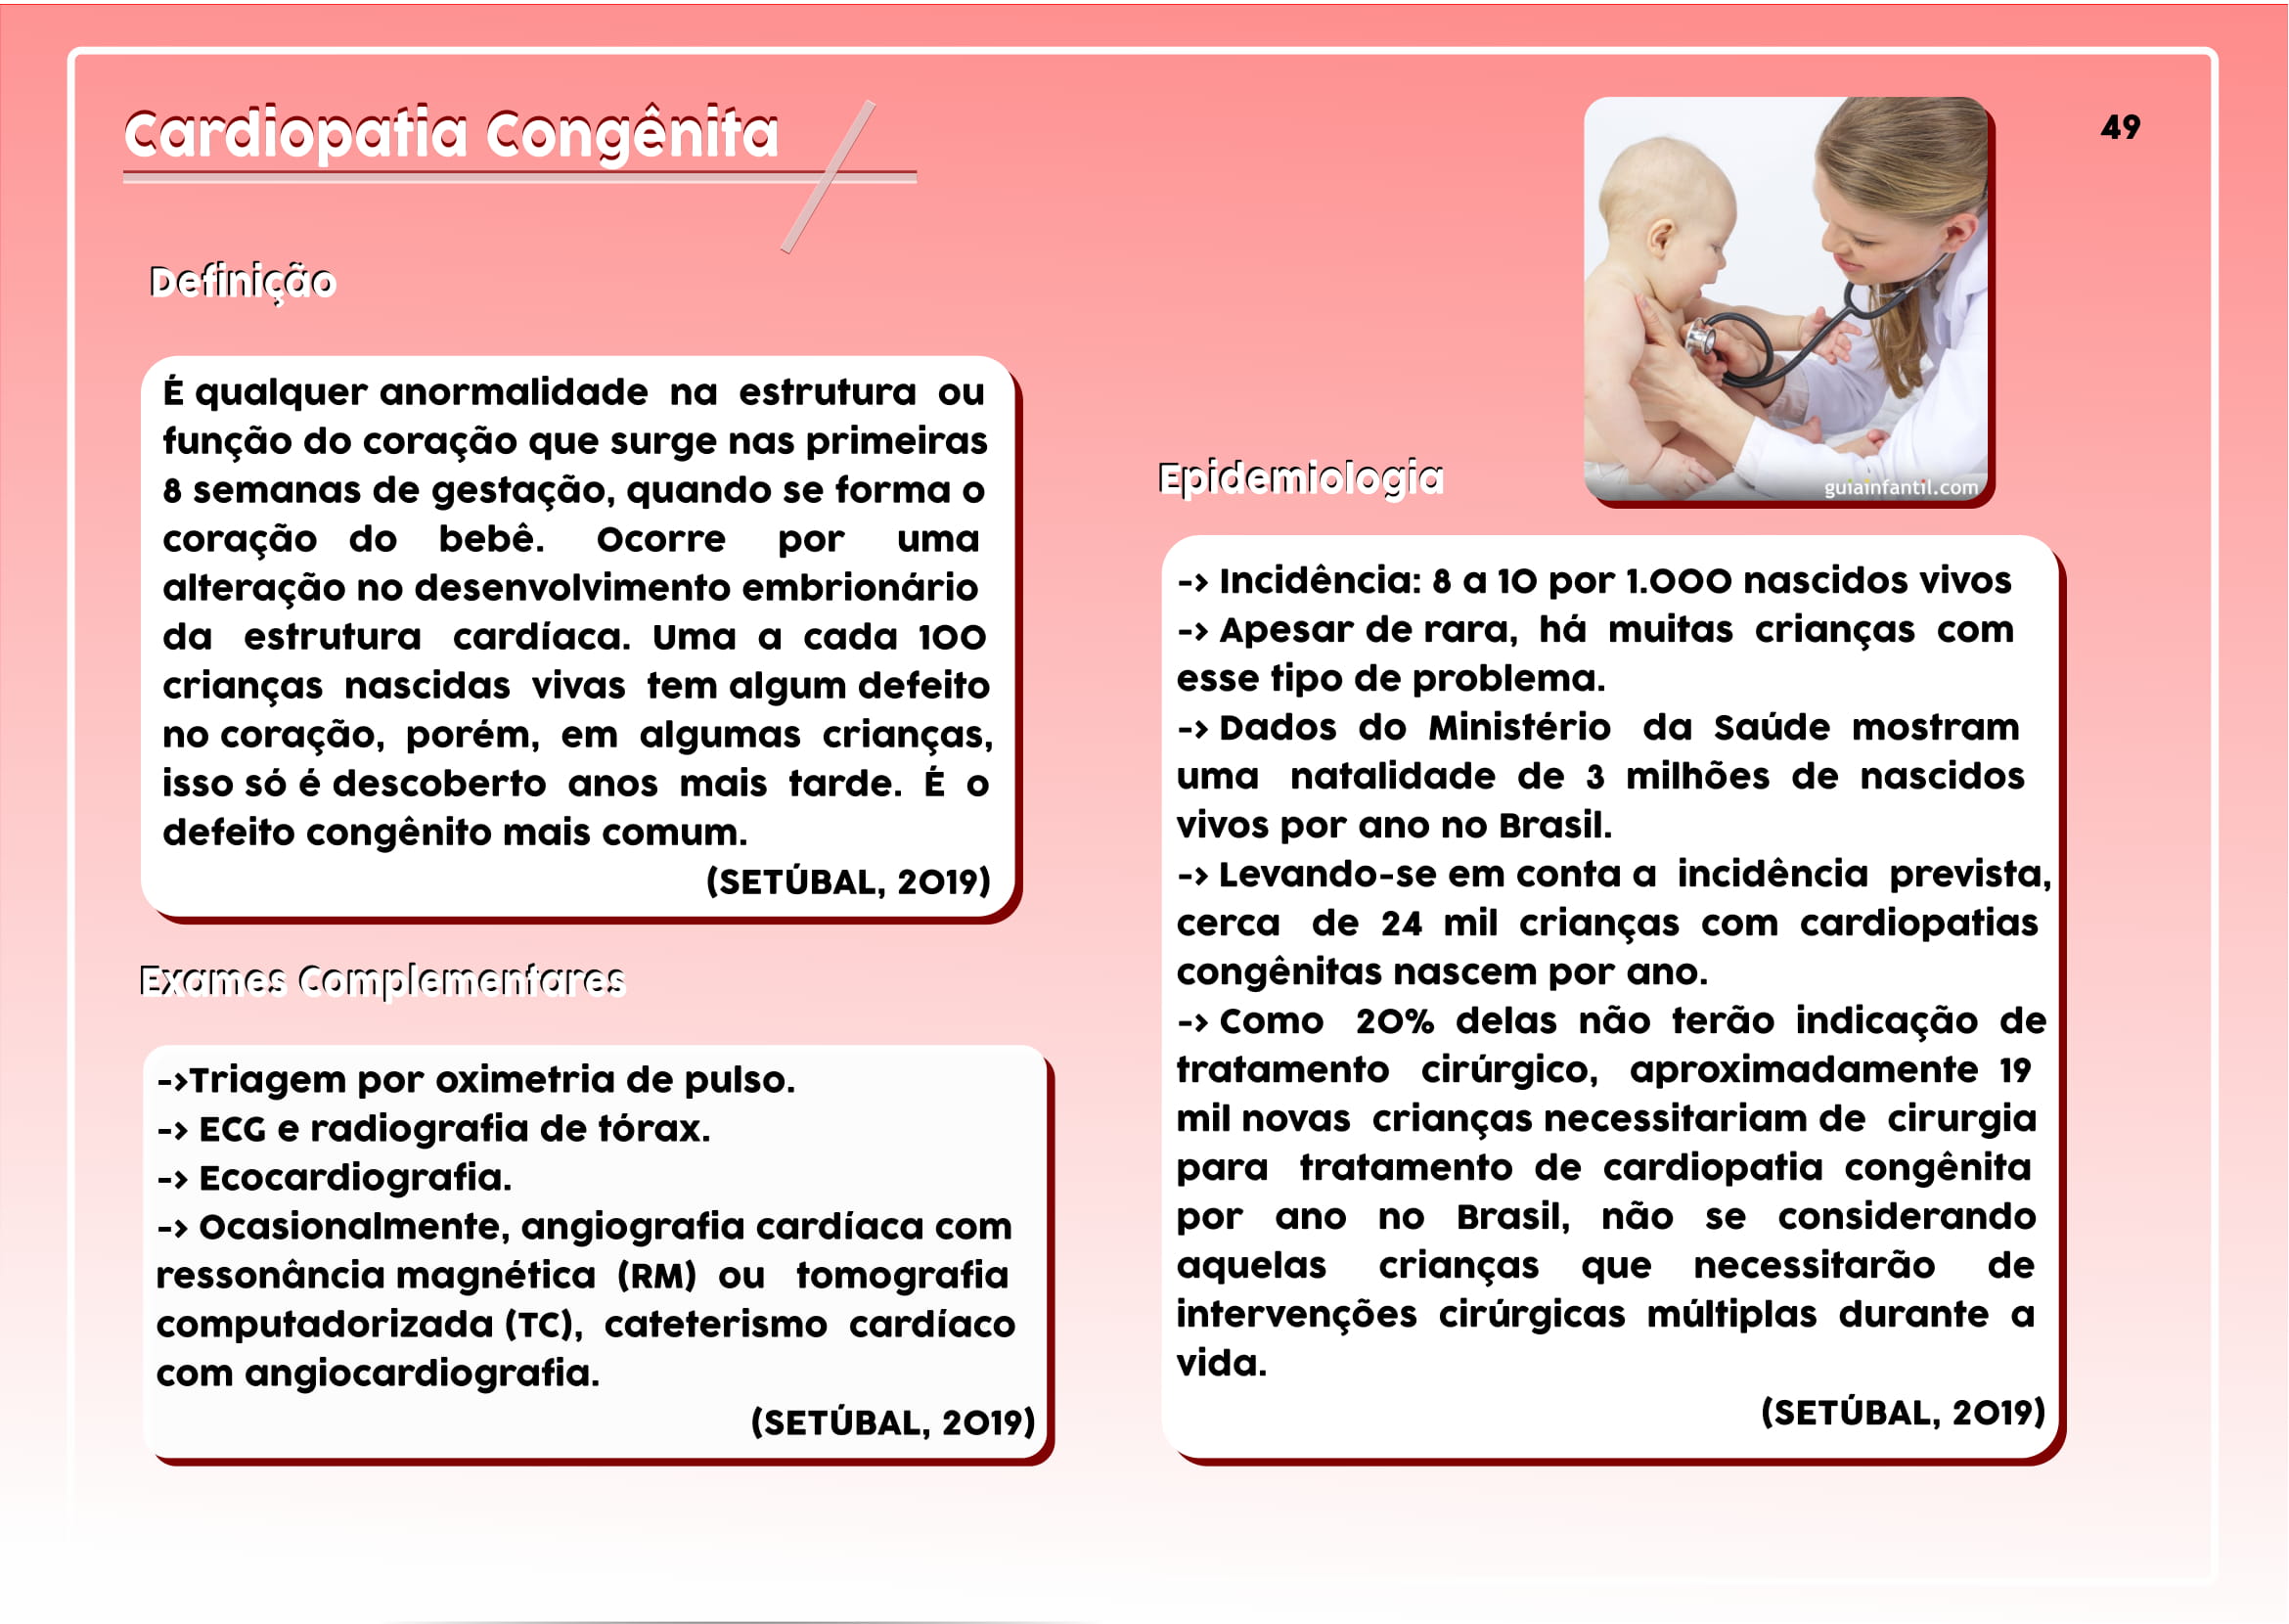 Cardiopatia Congênita
49
Definição
É qualquer anormalidade na estrutura ou
função do coração que surge nas primeiras
8 semanas de gestação, quando se forma o
coração do bebê. Ocorre por uma
alteração no desenvolvimento embrionário
da estrutura cardíaca. Uma a cada 100
crianças nascidas vivas tem algum defeito
no coração, porém, em algumas crianças,
isso só é descoberto anos mais tarde. É o
defeito congênito mais comum.
(SETÚBAL, 2019)
Exames Complementares
->Triagem por oximetria de pulso.
-> ECG e radiografia de tórax.
-> Ecocardiografia.
-> Ocasionalmente, angiografia cardíaca com
ressonância magnética (RM) ou tomografia
computadorizada (TC), cateterismo cardíaco
com angiocardiografia.
(SETÚBAL, 2019)
guiainfantil.com
Epidemiologia
-> Incidência: 8 a 10 por 1.000 nascidos vivos
-> Apesar de rara, há muitas crianças com
esse tipo de problema.
-> Dados do Ministério da Saúde mostram
uma natalidade de 3 milhões de nascidos
vivos por ano no Brasil.
-> Levando-se em conta a incidência prevista,
cerca de 24 mil crianças com cardiopatias
congênitas nascem por ano.
-> Como 20% delas não terão indicação de
tratamento cirúrgico, aproximadamente 19
mil novas crianças necessitariam de cirurgia
para tratamento de cardiopatia congênita
por ano no Brasil, não se considerando
aquelas crianças que necessitarão de
intervenções cirúrgicas múltiplas durante a
vida.
(SETÚBAL, 2019)